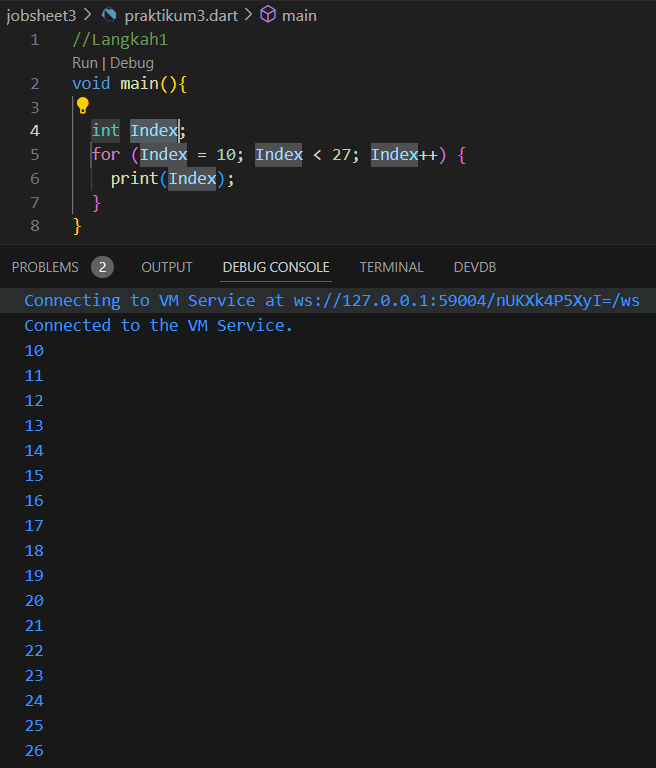 jobsheet3 > praktikum3.dart > main
1 //Langkah1
Run | Debug
2 void main(){
3
4 int Index;
5 for (Index = 10; Index < 27; Index++) {
6 print(Index);
7 }
8 }
PROBLEMS 2 OUTPUT DEBUG CONSOLE TERMINAL DEVDB
Connecting to VM Service at ws://127.0.0.1:59004/nUKXk4P5XyI=/ws
Connected to the VM Service.
10
11
12
13
14
15
16
17
18
19
20
21
22
23
24
25
26